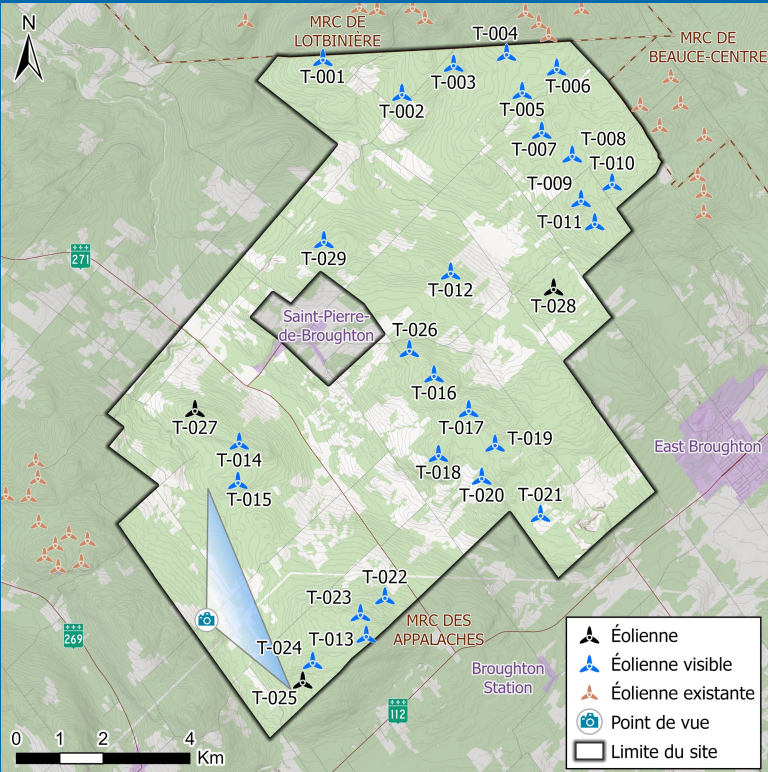 N
MRC DE
LOTBINIÈRE
T-004
MRC DE
BEAUCE-CENTRE
T-001
T-003
T-006
T-002
T-005
T-007
T-008
T-010
T-009
T-011
271
T-029
T-012
T-028
Saint-Pierre-
de-Broughton
T-026
T-016
T-027
T-017
T-014
T-019
East Broughton
T-018
T-015
T-020
T-021
T-022
T-023
MRC DES
APPALACHES
269
T-024
T-013
Broughton
Station
T-025
112
Éolienne
Éolienne visible
Éolienne existante
Point de vue
Limite du site
0 1 2 4
Km